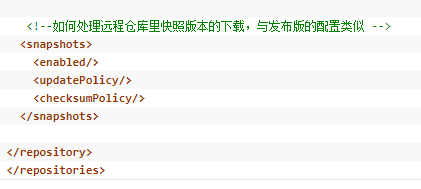 <!--如何处理远程仓库里快照版本的下载，与发布版的配置类似 -->
<snapshots>
<enabled/>
<updatePolicy/>
<checksumPolicy/>
</snapshots>
</repository>
</repositories>